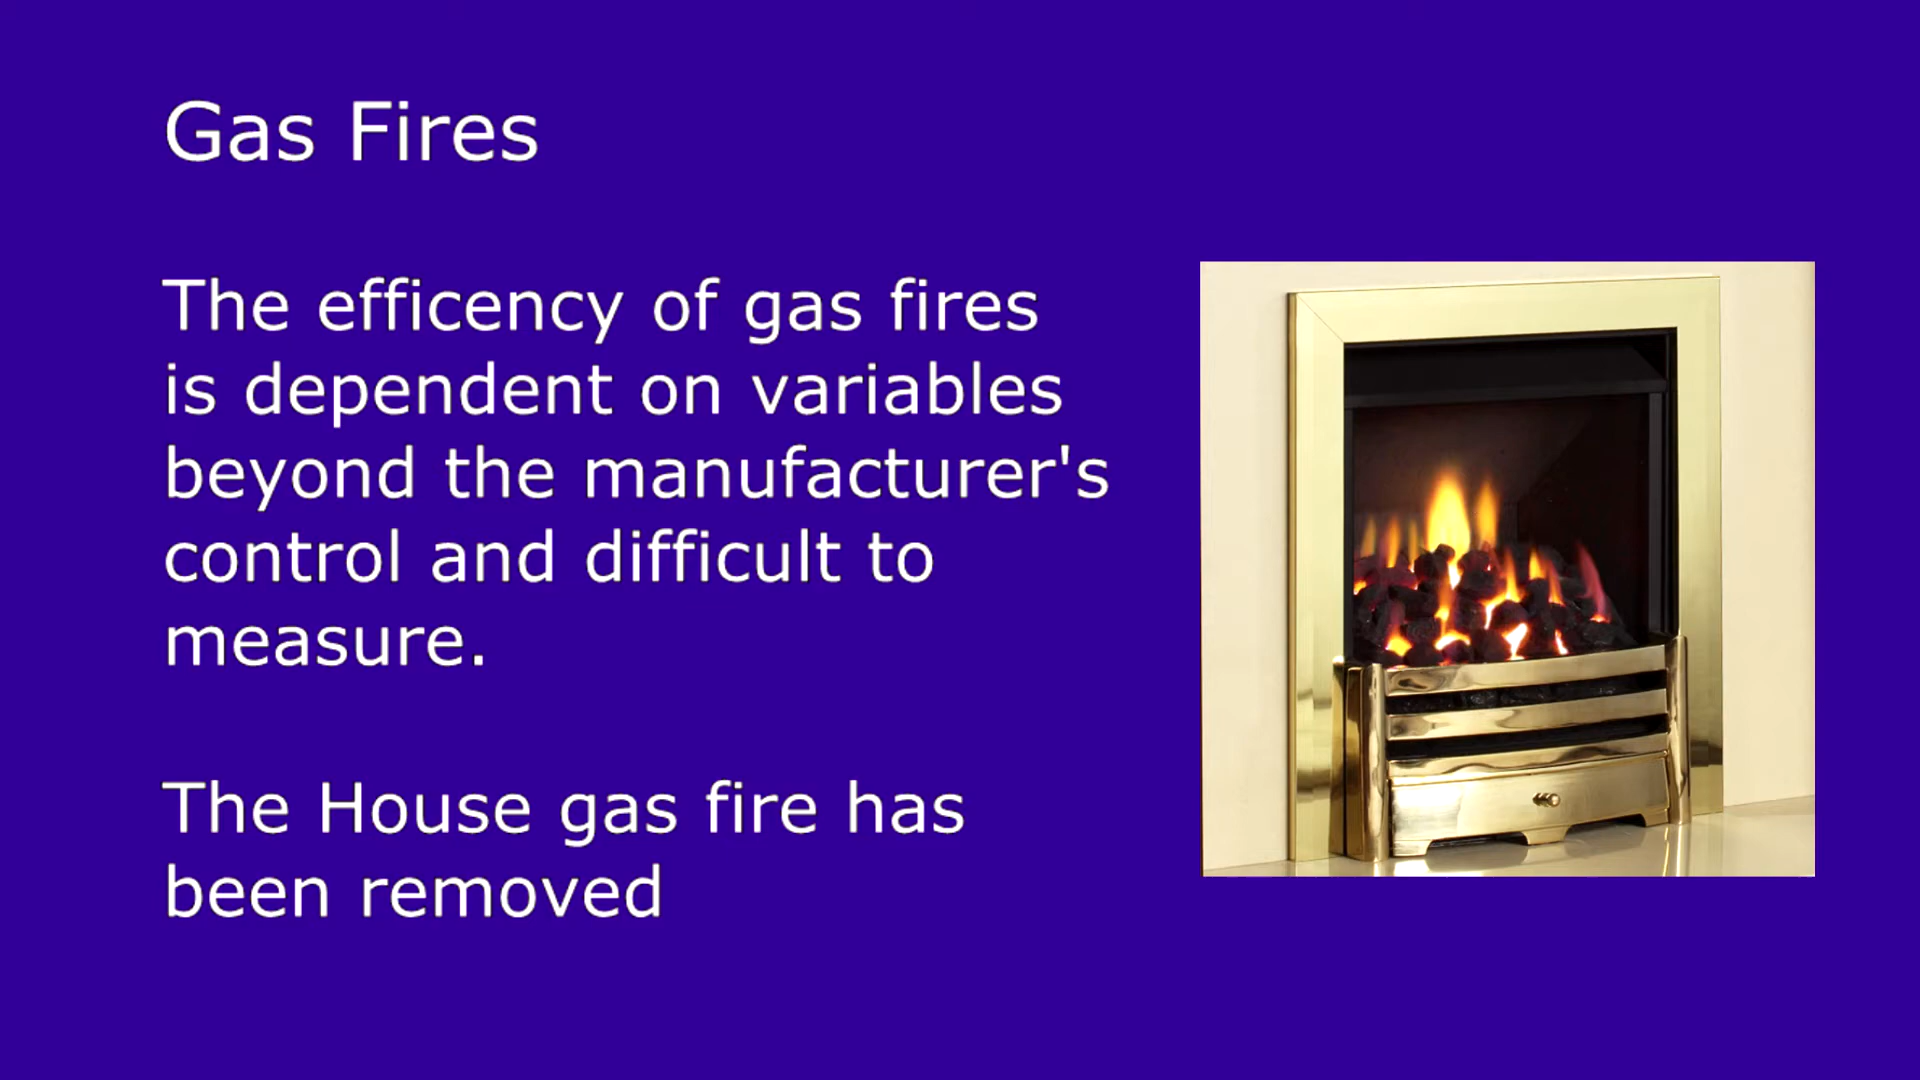 Gas Fires
The efficency of gas fires
is dependent on variables
beyond the manufacturer's
control and difficult to
measure.
The House gas fire has
been removed